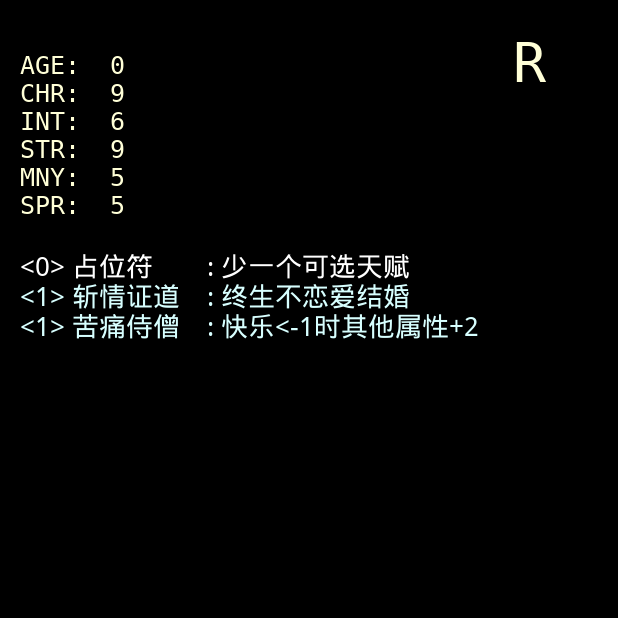 R
AGE: 0
CHR: 9
INT: 6
STR: 9
MNY: 5
SPR: 5
<0> 占位符 : 少一个可选天赋
<1> 斩情证道 : 终生不恋爱结婚
<1> 苦痛侍僧 : 快乐<-1时其他属性+2